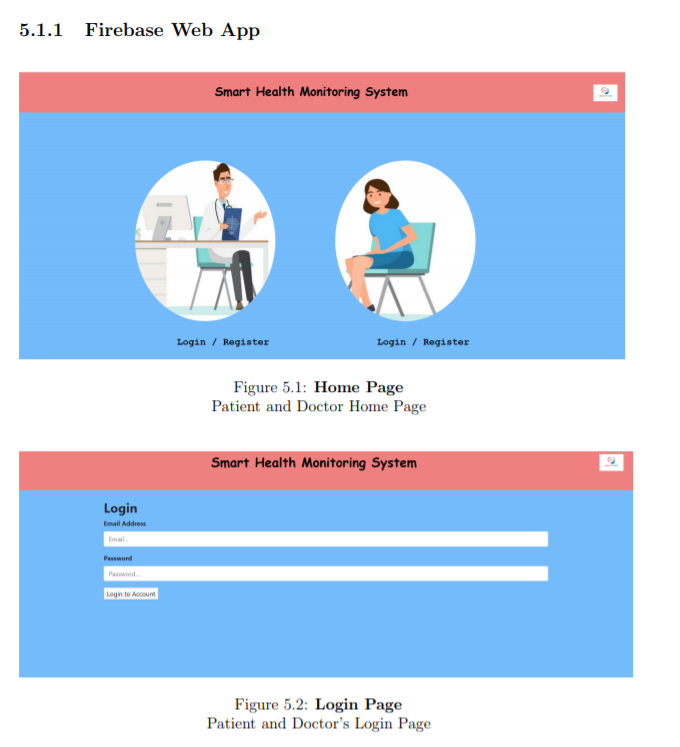 5.1.1 Firebase Web App
Smart Health Monitoring System
Login / Register
Login / Register
Figure 5.1: Home Page
Patient and Doctor Home Page
Smart Health Monitoring System
Login
Email Address
Email..
Password
Password..
Login to Account
Figure 5.2: Login Page
Patient and Doctor's Login Page